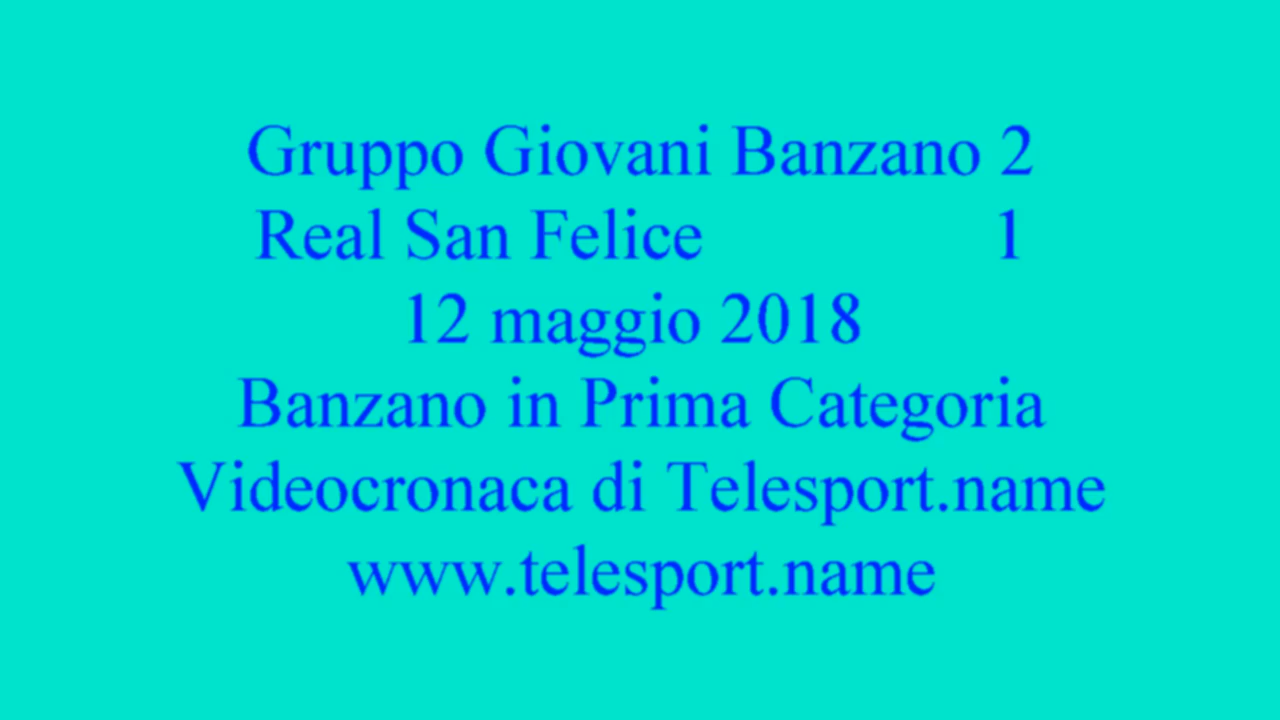 Gruppo Giovani Banzano 2
Real San Felice 1
12 maggio 2018
Banzano in Prima Categoria
Videocronaca di Telesport.name
www.telesport.name